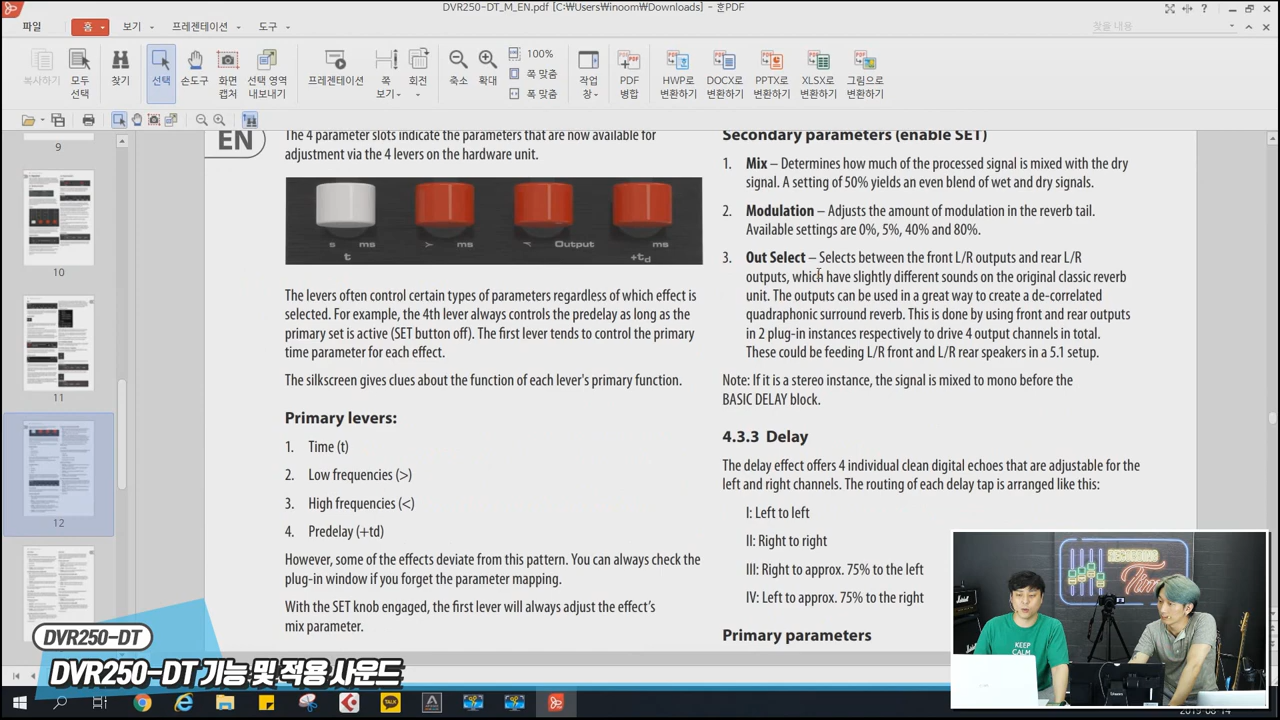 DVR250-DT_M_EN.pdf [C:₩Users₩inoom₩Downloads] - 훈PDF
파일
홈
보기
프레젠테이션
도구
찾을 내용
복사하기
모두
선택
찾기
선택
손도구
화면
캡처
선택 영역
내보내기
프레젠테이션
쪽
보기
회전
축소
확대
100%
폭 맞춤
쪽 맞춤
작업
창
PDF
병합
HWP로
변환하기
DOCX로
변환하기
PPTX로
변환하기
XLSX로
변환하기
그림으로
변환하기
9
10
11
12
EN
The 4 parameter slots indicate the parameters that are now available for
adjustment via the 4 levers on the hardware unit.
s ms
t
Output
ms
+td
The levers often control certain types of parameters regardless of which effect is
selected. For example, the 4th lever always controls the predelay as long as the
primary set is active (SET button off). The first lever tends to control the primary
time parameter for each effect.
The silkscreen gives clues about the function of each lever's primary function.
Primary levers:
1. Time (t)
2. Low frequencies (>)
3. High frequencies (<)
4. Predelay (+td)
However, some of the effects deviate from this pattern. You can always check the
plug-in window if you forget the parameter mapping.
With the SET knob engaged, the first lever will always adjust the effect's
mix parameter.
Secondary parameters (enable SET)
1. Mix – Determines how much of the processed signal is mixed with the dry
signal. A setting of 50% yields an even blend of wet and dry signals.
2. Modulation – Adjusts the amount of modulation in the reverb tail.
Available settings are 0%, 5%, 40% and 80%.
3. Out Select – Selects between the front L/R outputs and rear L/R
outputs, which have slightly different sounds on the original classic reverb
unit. The outputs can be used in a great way to create a de-correlated
quadraphonic surround reverb. This is done by using front and rear outputs
in 2 plug-in instances respectively to drive 4 output channels in total.
These could be feeding L/R front and L/R rear speakers in a 5.1 setup.
Note: If it is a stereo instance, the signal is mixed to mono before the
BASIC DELAY block.
4.3.3 Delay
The delay effect offers 4 individual clean digital echoes that are adjustable for the
left and right channels. The routing of each delay tap is arranged like this:
I: Left to left
II: Right to right
III: Right to approx. 75% to the left
IV: Left to approx. 75% to the right
Primary parameters
KEEP
CALM
DVR250-DT
DVR250-DT 기능 및 적용 사운드
TALK